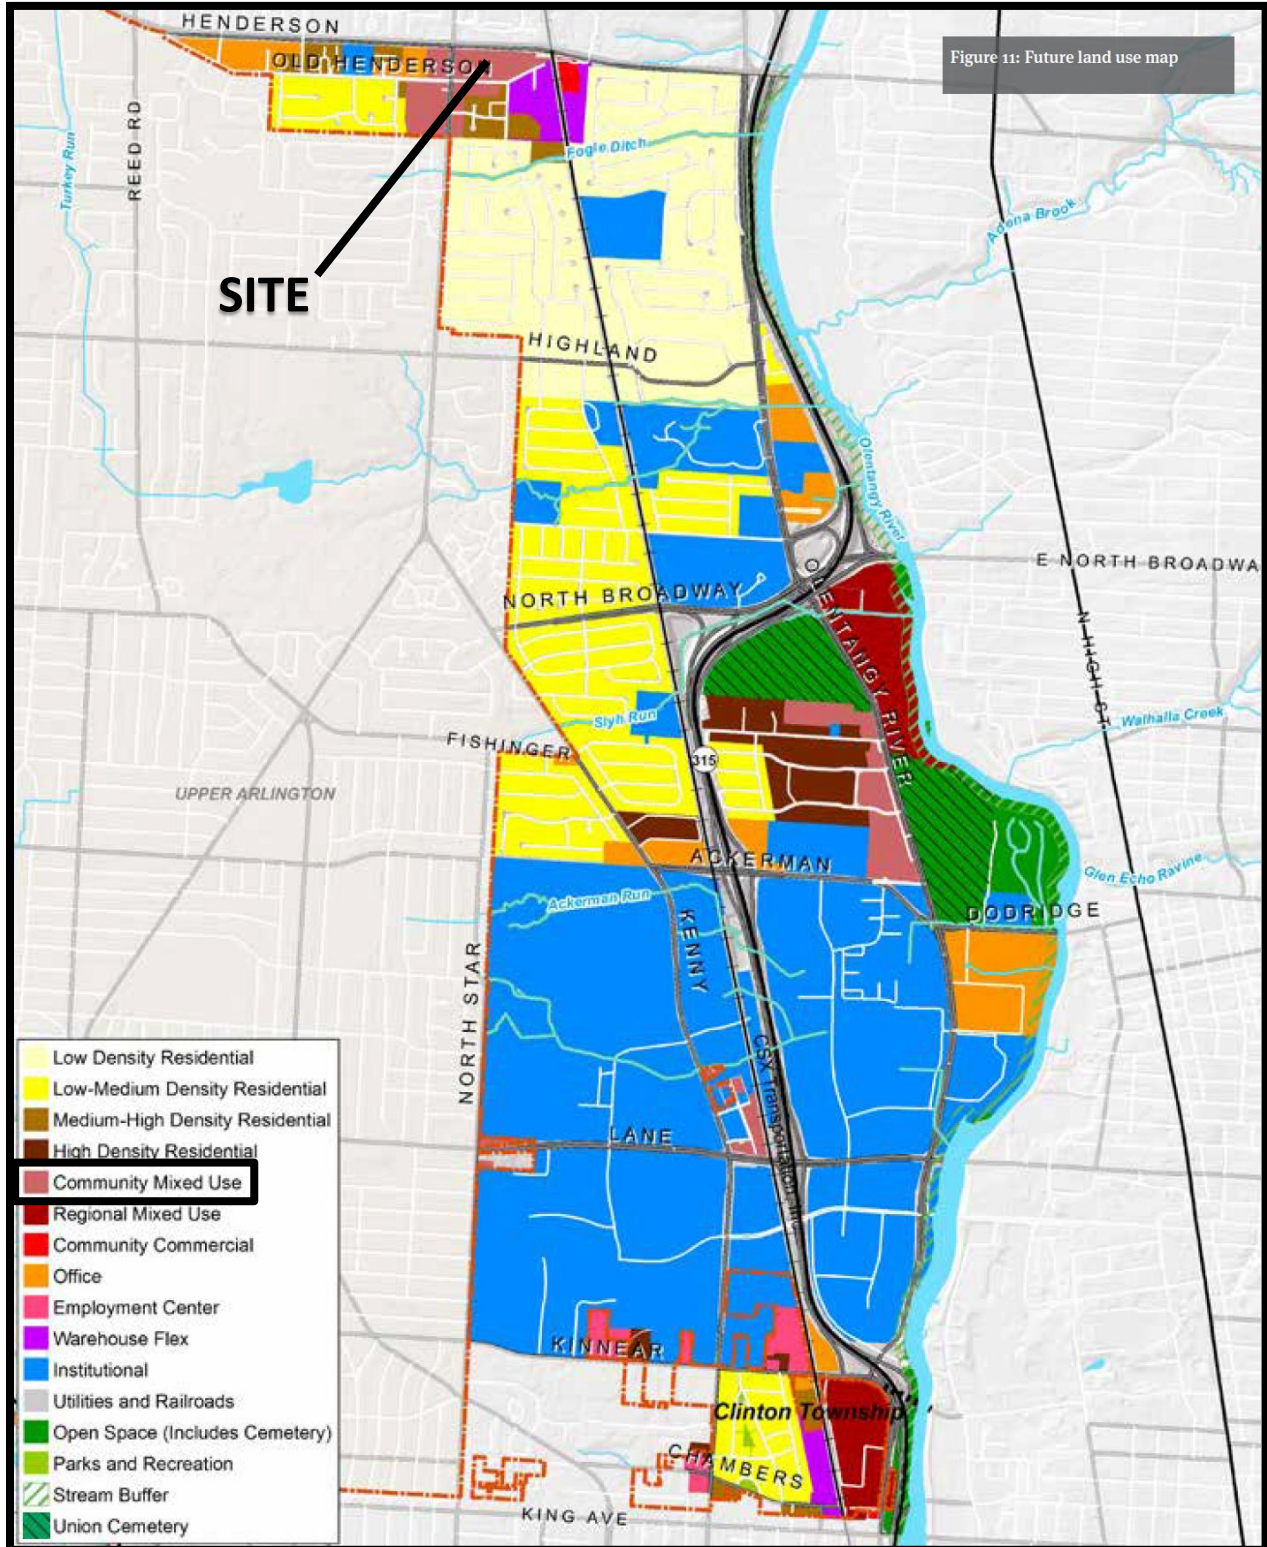 HENDERSON
Figure 11: Future land use map
OLD HENDERSON
REED RD
Turkey Run
Fogle Ditch
Adena Brook
SITE
HIGHLAND
Olentangy River
E NORTH BROADWA
NORTH BROADWAY
OLENTANGY RIVER
N HIGH ST
Slyh Run
Walhalla Creek
FISHINGER
315
UPPER ARLINGTON
ACKERMAN
Glen Echo Ravine
Ackerman Run
DODRIDGE
KENNY
NORTH STAR
CSX Transportation, Inc.
LANE
KINNEAR
Clinton Township
CHAMBERS
KING AVE
Low Density Residential
Low-Medium Density Residential
Medium-High Density Residential
High Density Residential
Community Mixed Use
Regional Mixed Use
Community Commercial
Office
Employment Center
Warehouse Flex
Institutional
Utilities and Railroads
Open Space (Includes Cemetery)
Parks and Recreation
Stream Buffer
Union Cemetery